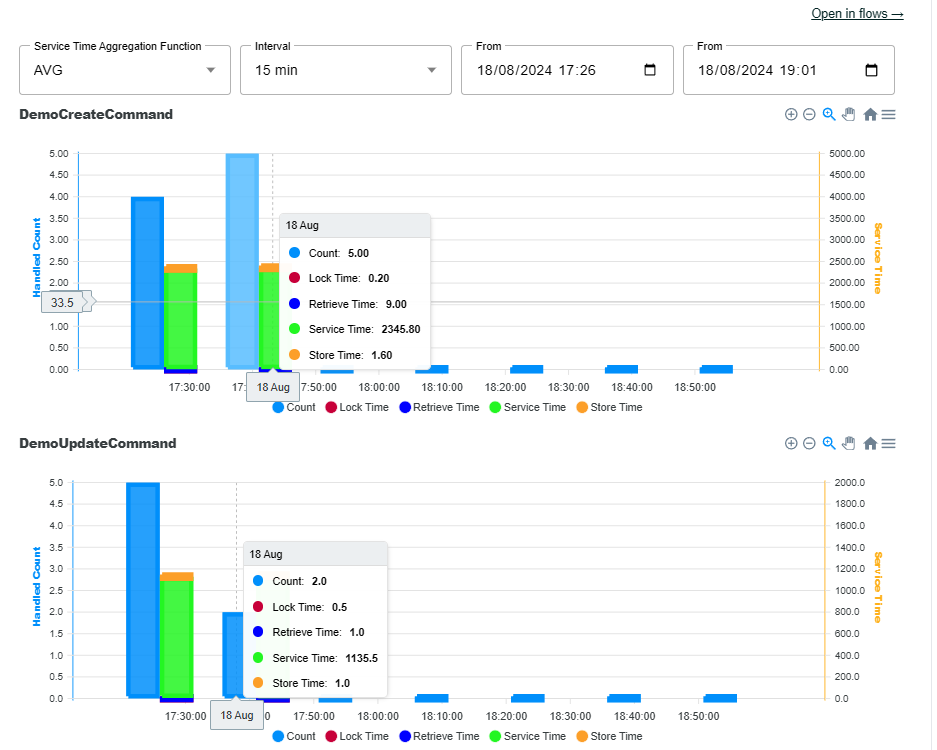 Open in flows →
Service Time Aggregation Function Interval From From
AVG 15 min 18/08/2024 17:26 18/08/2024 19:01
DemoCreateCommand
5.00 5000.00
4.50 4500.00
4.00 4000.00
3.50 3500.00
3.00 3000.00
2.50 2500.00
2.00 2000.00
1500.00
1.00 1000.00
0.50 500.00
0.00 0.00
Handled Count
Service Time
33.5
18 Aug
Count: 5.00
Lock Time: 0.20
Retrieve Time: 9.00
Service Time: 2345.80
Store Time: 1.60
17:30:00 17: 18 Aug 7:50:00 18:00:00 18:10:00 18:20:00 18:30:00 18:40:00 18:50:00
Count Lock Time Retrieve Time Service Time Store Time
DemoUpdateCommand
5.0 2000.0
4.5 1800.0
4.0 1600.0
3.5 1400.0
3.0 1200.0
2.5 1000.0
2.0 800.0
1.5 600.0
1.0 400.0
0.5 200.0
0.0 0.0
Handled Count
Service Time
18 Aug
Count: 2.0
Lock Time: 0.5
Retrieve Time: 1.0
Service Time: 1135.5
Store Time: 1.0
17:30:00 18 Aug 0 17:50:00 18:00:00 18:10:00 18:20:00 18:30:00 18:40:00 18:50:00
Count Lock Time Retrieve Time Service Time Store Time